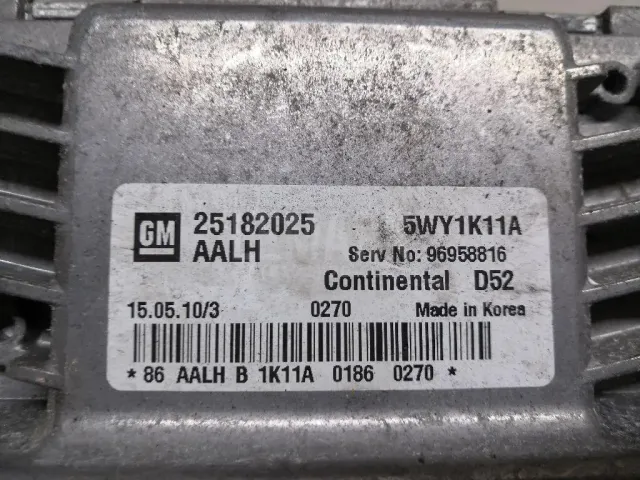 GM 25182025 5WY1K11A
AALH Serv No: 96958816
Continental D52
15.05.10/3 0270 Made in Korea
* 86 AALH B 1K11A 0186 0270 *